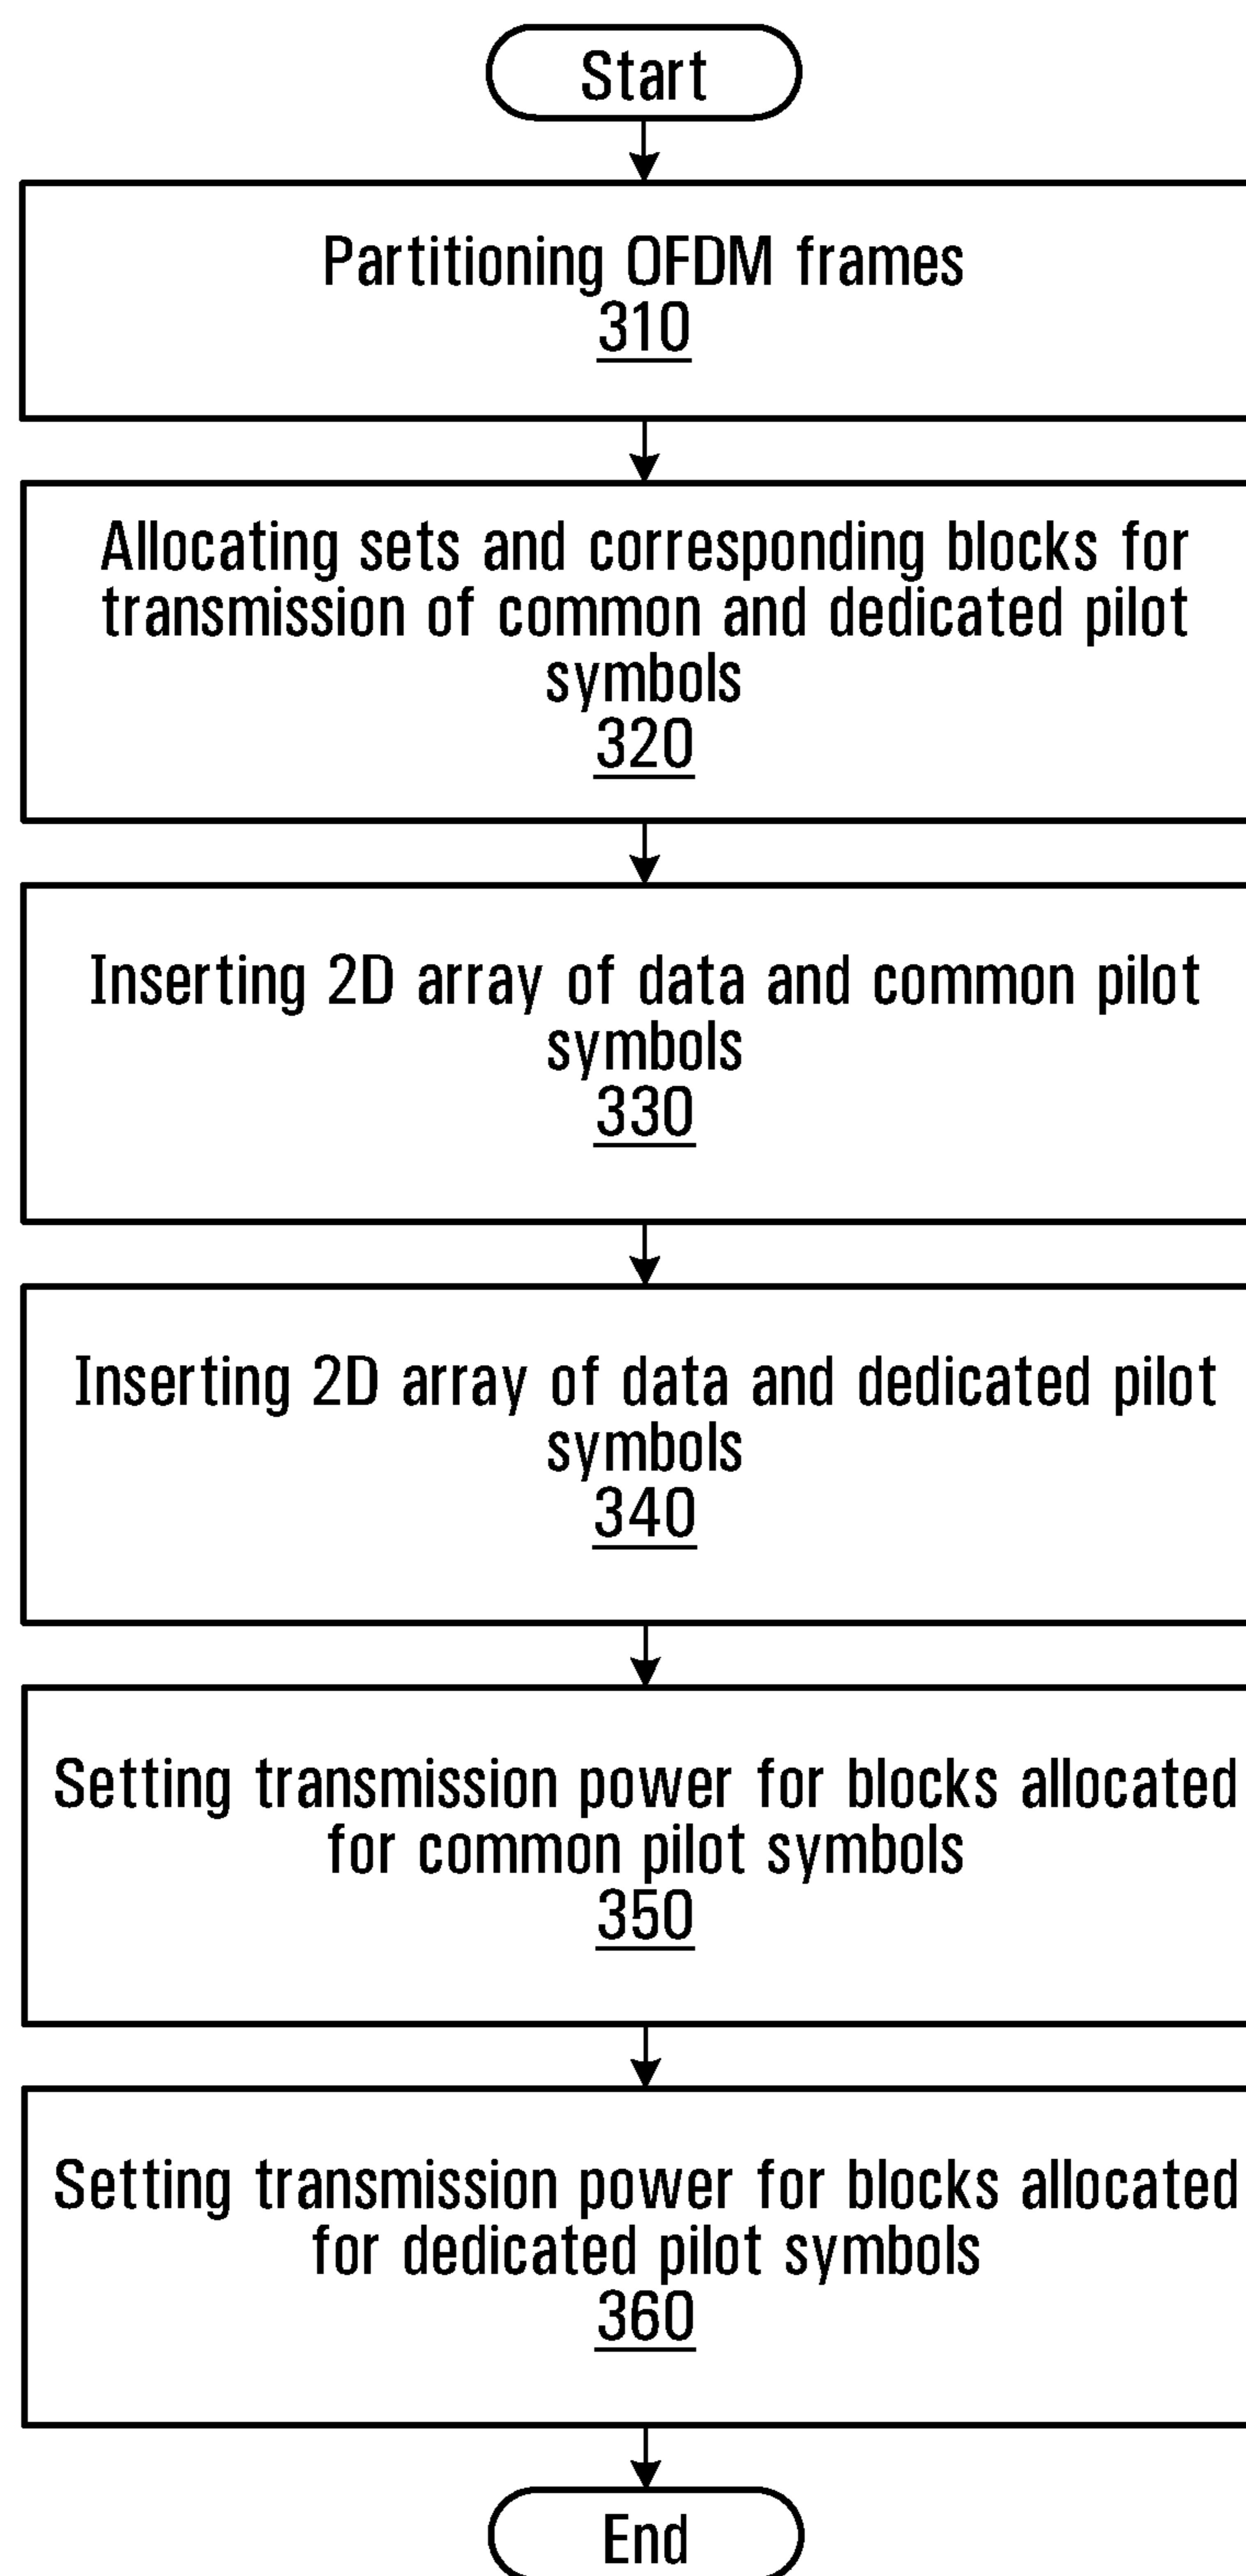 Start
Partitioning OFDM frames
310
Allocating sets and corresponding blocks for
transmission of common and dedicated pilot
symbols
320
Inserting 2D array of data and common pilot
symbols
330
Inserting 2D array of data and dedicated pilot
symbols
340
Setting transmission power for blocks allocated
for common pilot symbols
350
Setting transmission power for blocks allocated
for dedicated pilot symbols
360
End